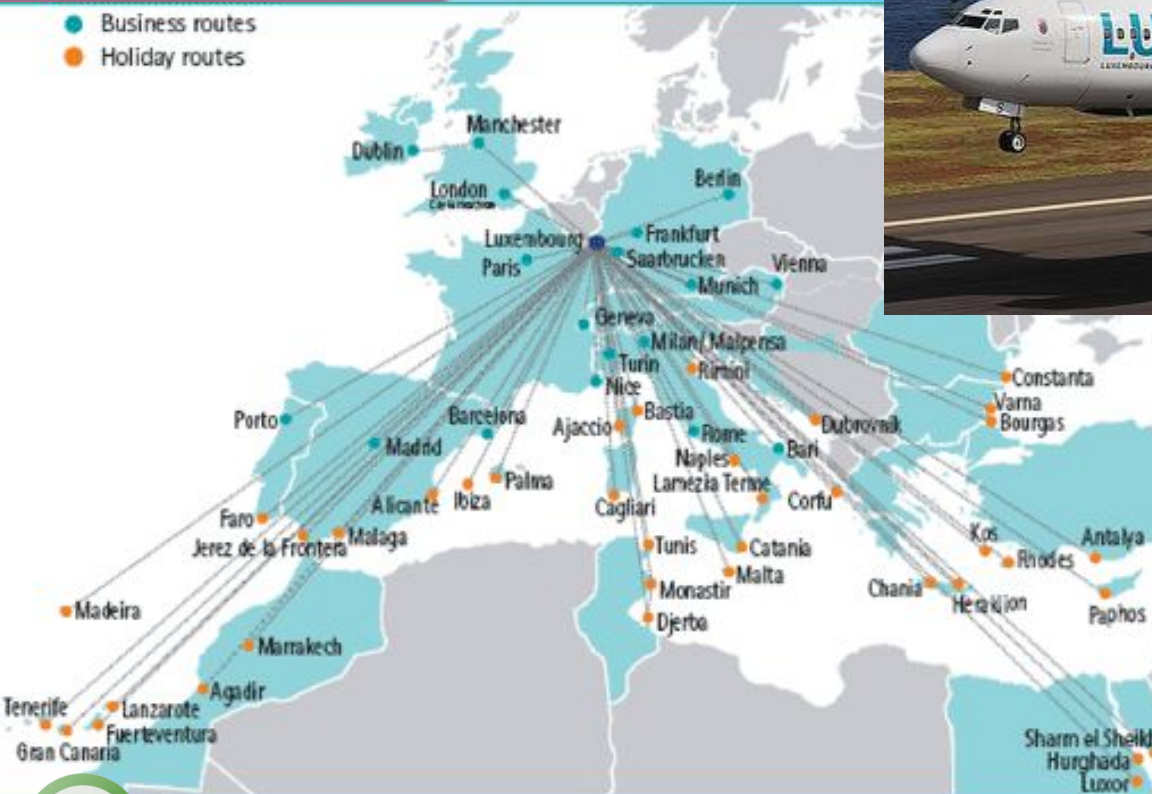 Business routes
Holiday routes
LU
Manchester
Dublin
London
Berlin
Luxembourg
Frankfurt
Saarbrucken
Paris
Vienna
Munich
Geneva
Milan/Malpensa
Turin
Rimini
Nice
Constanta
Varna
Bourgas
Porto
Barcelona
Bastia
Ajaccio
Dubrovnik
Madrid
Rome
Bari
Naples
Palma
Lamezia Terme
Alicante
Ibiza
Cagliari
Corfu
Faro
Jerez de la Frontera
Malaga
Tunis
Catania
Kos
Antalya
Rhodes
Malta
Monastir
Chania
Heraklion
Paphos
Madeira
Djerba
Marrakech
Agadir
Tenerife
Lanzarote
Fuerteventura
Gran Canaria
Sharm el Sheikh
Hurghada
Luxor